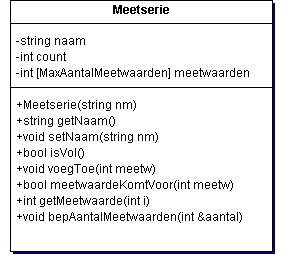 Meetserie
-string naam
-int count
-int [MaxAantalMeetwaarden] meetwaarden
+Meetserie(string nm)
+string getNaam()
+void setNaam(string nm)
+bool isVol()
+void voegToe(int meetw)
+bool meetwaardeKomtVoor(int meetw)
+int getMeetwaarde(int i)
+void bepAantalMeetwaarden(int &aantal)